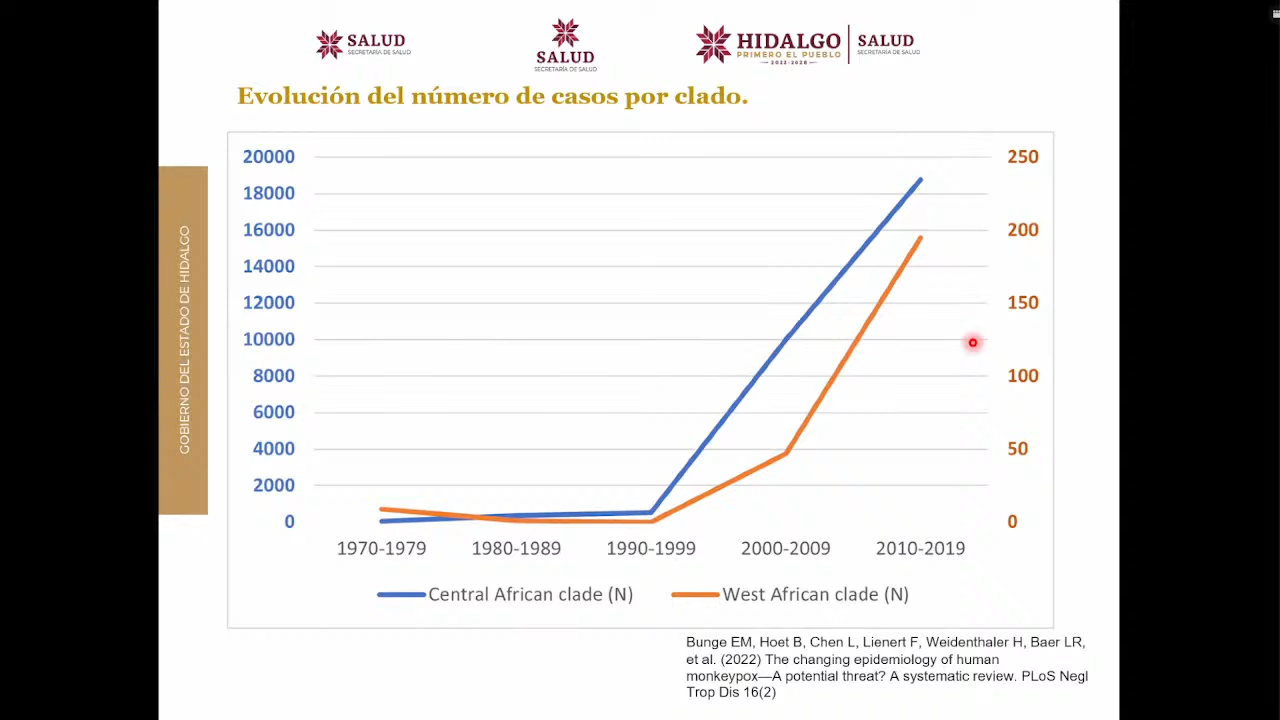 SALUD
SECRETARÍA DE SALUD
SALUD
SECRETARÍA DE SALUD
HIDALGO
PRIMERO EL PUEBLO
2022-2028
SALUD
SECRETARÍA DE SALUD
Evolución del número de casos por clado.
GOBIERNO DEL ESTADO DE HIDALGO
20000
18000
16000
14000
12000
10000
8000
6000
4000
2000
0
250
200
150
100
50
0
1970-1979 1980-1989 1990-1999 2000-2009 2010-2019
Central African clade (N) West African clade (N)
Bunge EM, Hoet B, Chen L, Lienert F, Weidenthaler H, Baer LR,
et al. (2022) The changing epidemiology of human
monkeypox—A potential threat? A systematic review. PLoS Negl
Trop Dis 16(2)